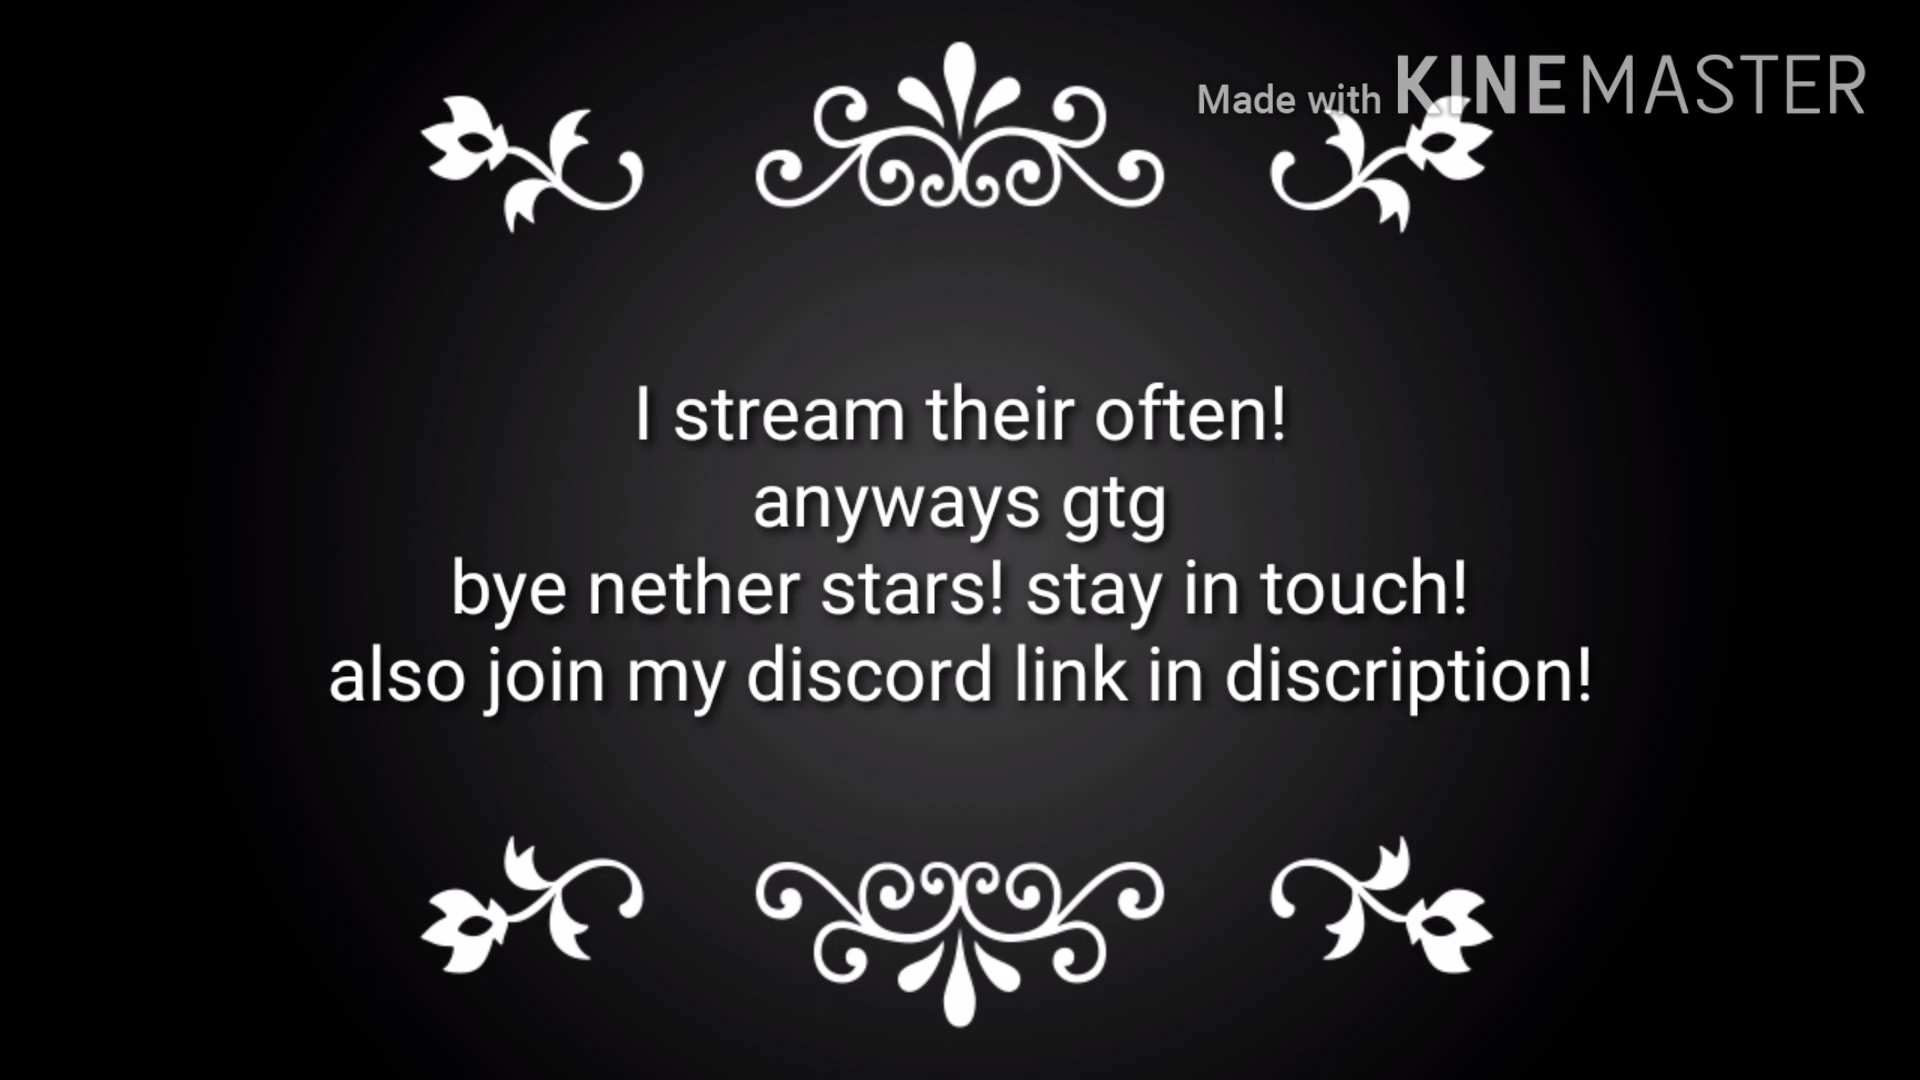 Made with KINEMASTER
I stream their often!
anyways gtg
bye nether stars! stay in touch!
also join my discord link in discription!